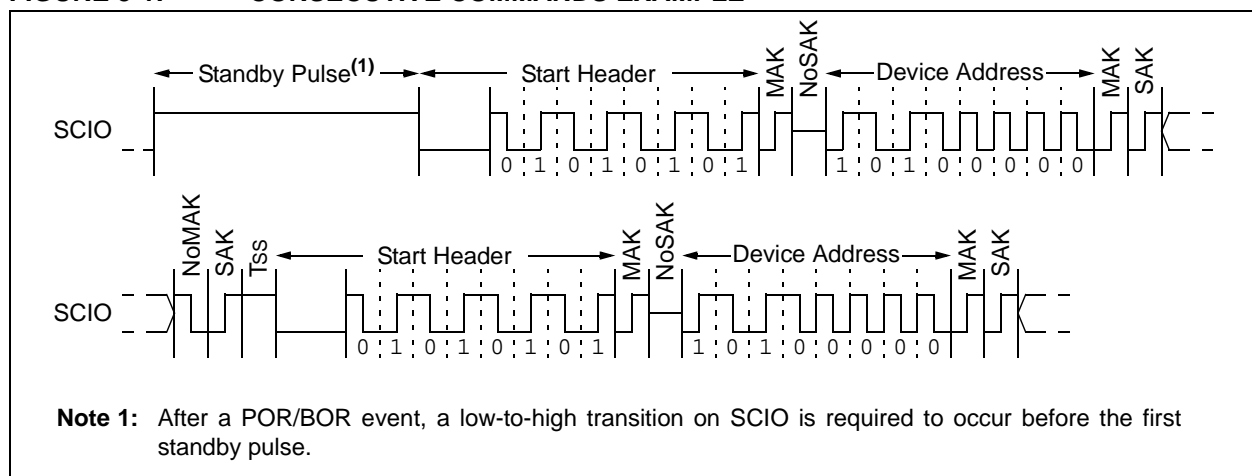 FIGURE CONSECUTIVE COMMANDS EXAMPLE
Standby Pulse(1) Start Header MAK NoSAK Device Address MAK SAK
SCIO
0 1 0 1 0 1 0 1 1 0 1 0 0 0 0 0
NoMAK SAK TSS Start Header MAK NoSAK Device Address MAK SAK
SCIO
0 1 0 1 0 1 0 1 1 0 1 0 0 0 0 0
Note 1: After a POR/BOR event, a low-to-high transition on SCIO is required to occur before the first
standby pulse.